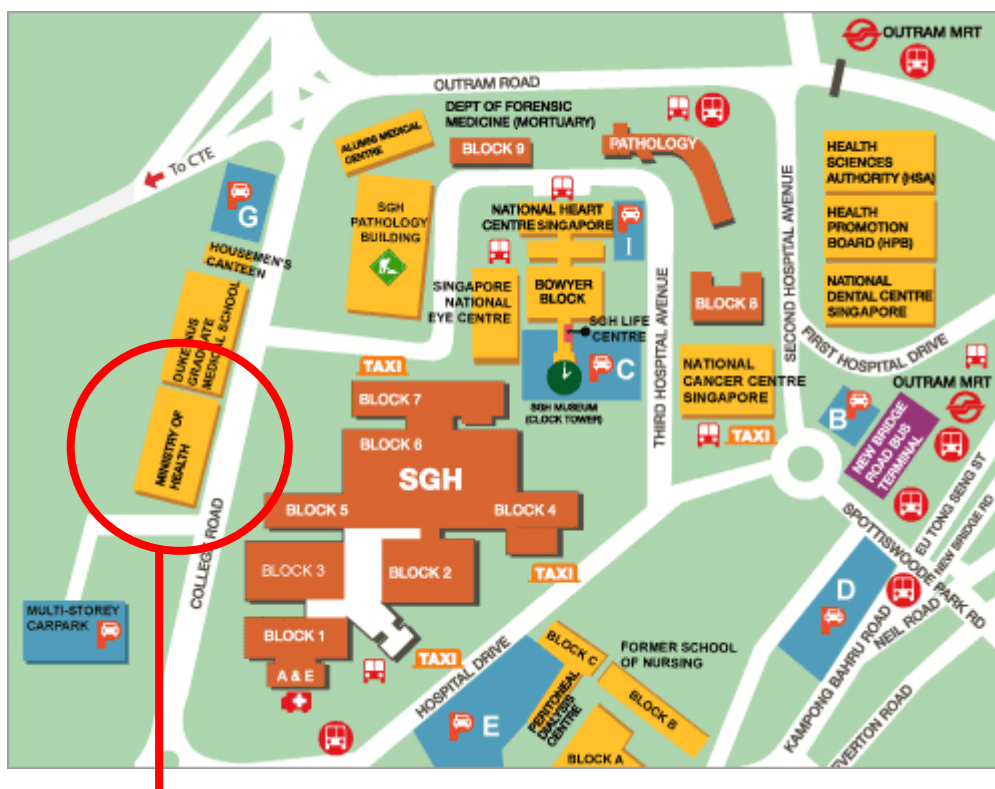 OUTRAM MRT
OUTRAM ROAD
DEPT OF FORENSIC
MEDICINE (MORTUARY)
BLOCK 9
PATHOLOGY
ALUMNI MEDICAL
CENTRE
To CTE
G
HOUSEMEN'S
CANTEEN
SGH
PATHOLOGY
BUILDING
NATIONAL HEART
CENTRE SINGAPORE
I
HEALTH
SCIENCES
AUTHORITY (HSA)
HEALTH
PROMOTION
BOARD (HPB)
NATIONAL
DENTAL CENTRE
SINGAPORE
SECOND HOSPITAL AVENUE
SINGAPORE
NATIONAL
EYE CENTRE
BOWYER
BLOCK
SGH LIFE
CENTRE
C
SGH MUSEUM
(CLOCK TOWER)
THIRD HOSPITAL AVENUE
BLOCK 8
FIRST HOSPITAL DRIVE
NATIONAL
CANCER CENTRE
SINGAPORE
TAXI
OUTRAM MRT
B
NEW BRIDGE
ROAD BUS
TERMINAL
DUKE-NUS
GRADUATE
MEDICAL SCHOOL
MINISTRY OF
HEALTH
COLLEGE ROAD
TAXI
BLOCK 7
BLOCK 6
SGH
BLOCK 5
BLOCK 4
BLOCK 3
BLOCK 2
TAXI
BLOCK 1
A & E
TAXI
HOSPITAL DRIVE
MULTI-STOREY
CARPARK
E
BLOCK C
PERITONEAL
DIALYSIS
CENTRE
FORMER SCHOOL
OF NURSING
BLOCK B
BLOCK A
D
SPOTTISWOODE PARK RD
EU TONG SENG ST
NEW BRIDGE RD
NEIL ROAD
KAMPONG BAHRU ROAD
EVERTON ROAD